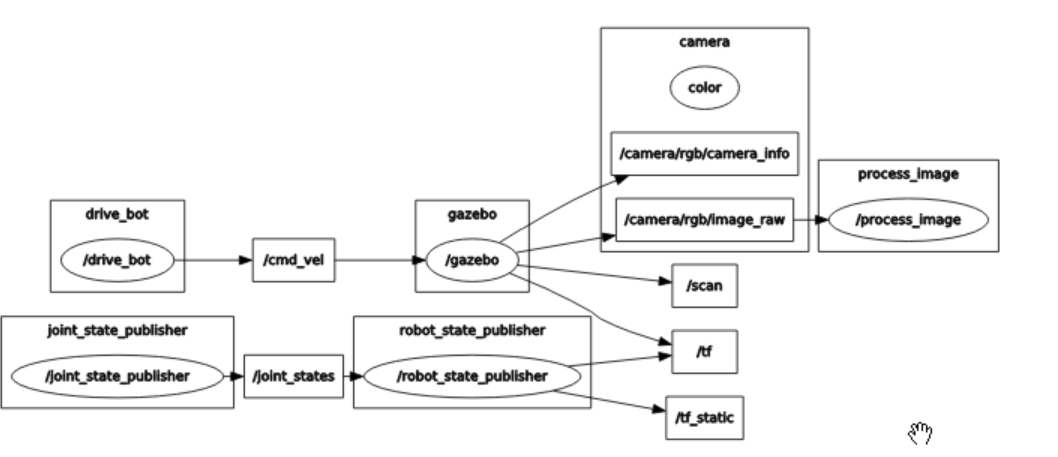 camera
color
/camera/rgb/camera_info
process_image
/camera/rgb/image_raw
/process_image
drive_bot
gazebo
/drive_bot
/cmd_vel
/gazebo
/scan
joint_state_publisher
robot_state_publisher
/tf
/joint_state_publisher
/joint_states
/robot_state_publisher
/tf_static